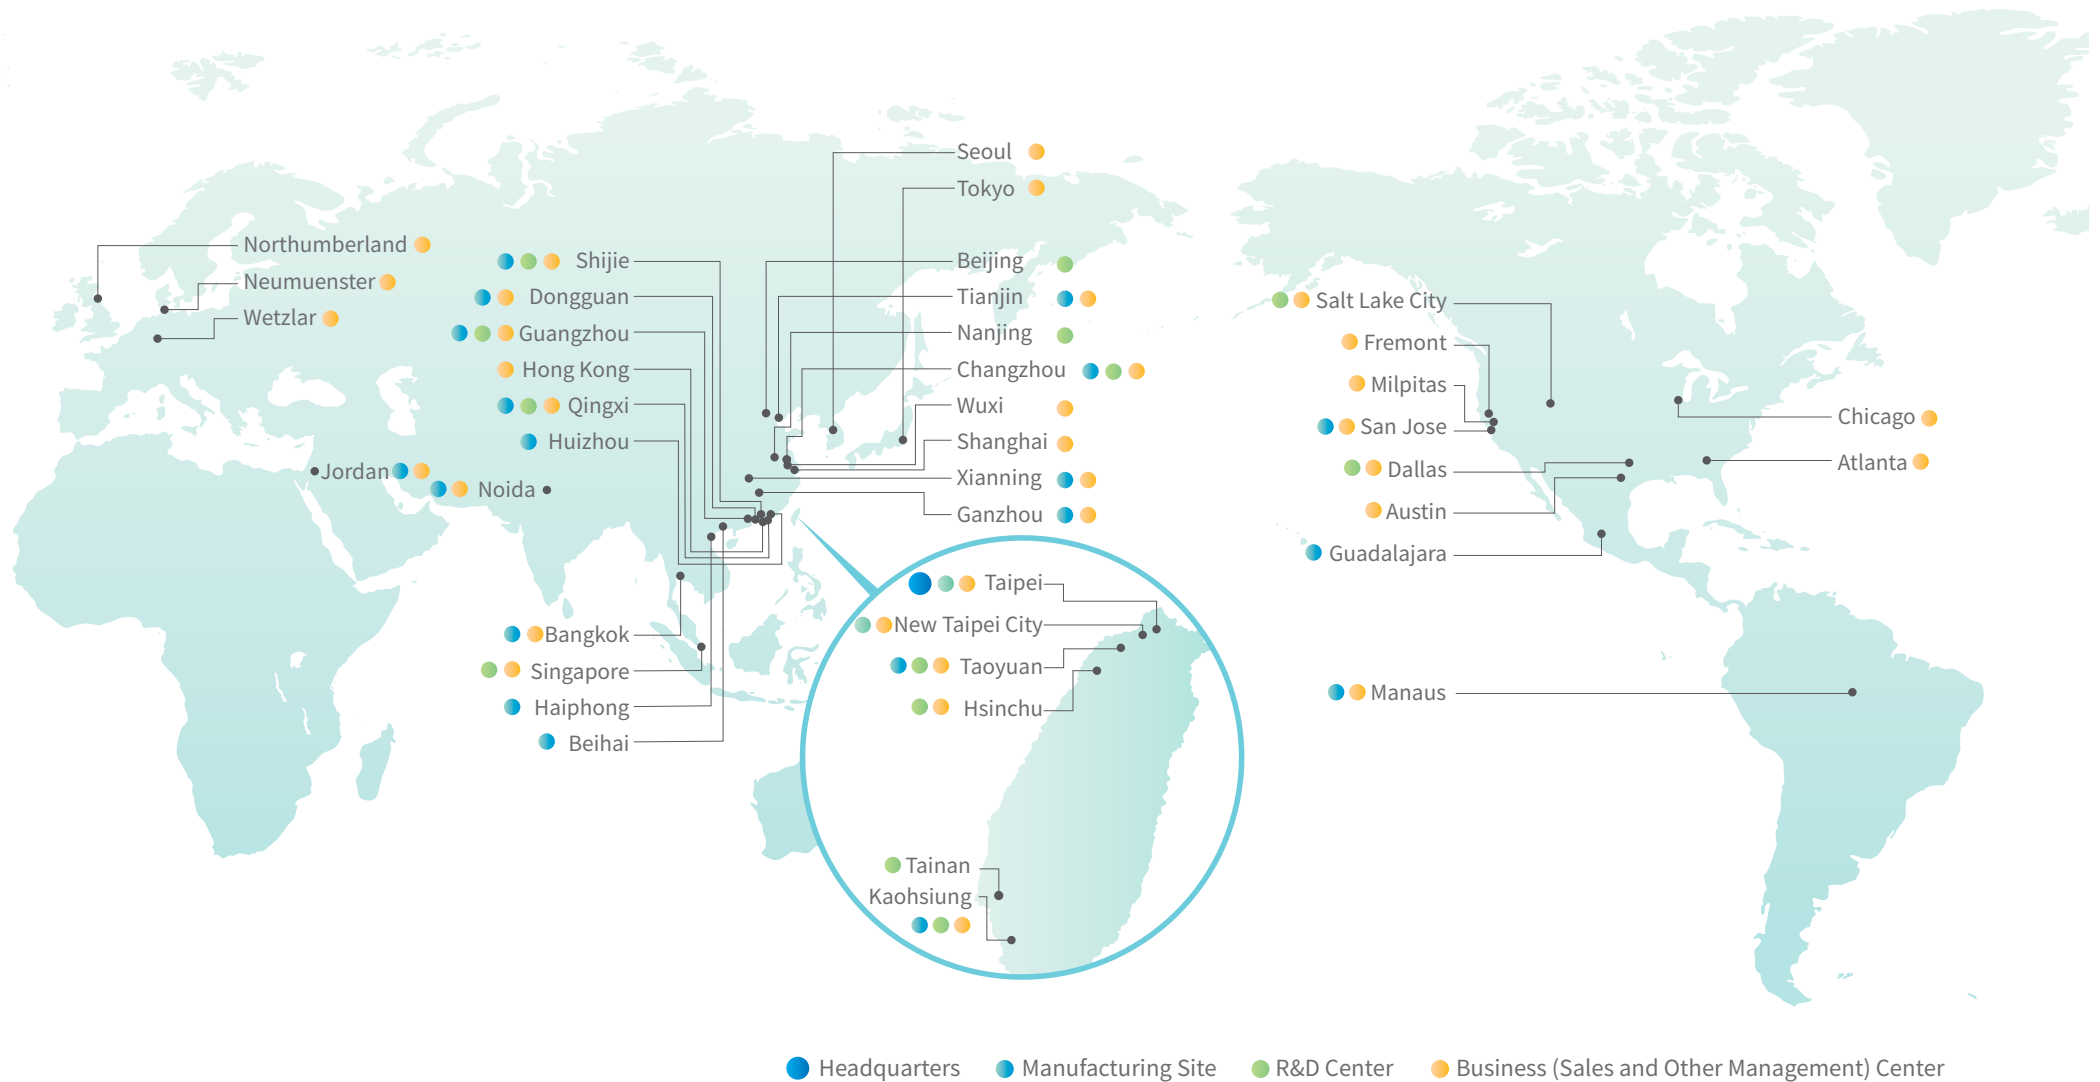 Seoul
Tokyo
Northumberland
Neumuenster
Wetzlar
Shijie
Dongguan
Guangzhou
Hong Kong
Qingxi
Huizhou
Jordan
Noida
Beijing
Tianjin
Nanjing
Changzhou
Wuxi
Shanghai
Xianning
Ganzhou
Bangkok
Singapore
Haiphong
Beihai
Taipei
New Taipei City
Taoyuan
Hsinchu
Tainan
Kaohsiung
Salt Lake City
Fremont
Milpitas
San Jose
Dallas
Austin
Guadalajara
Manaus
Chicago
Atlanta
Headquarters
Manufacturing Site
R&D Center
Business (Sales and Other Management) Center